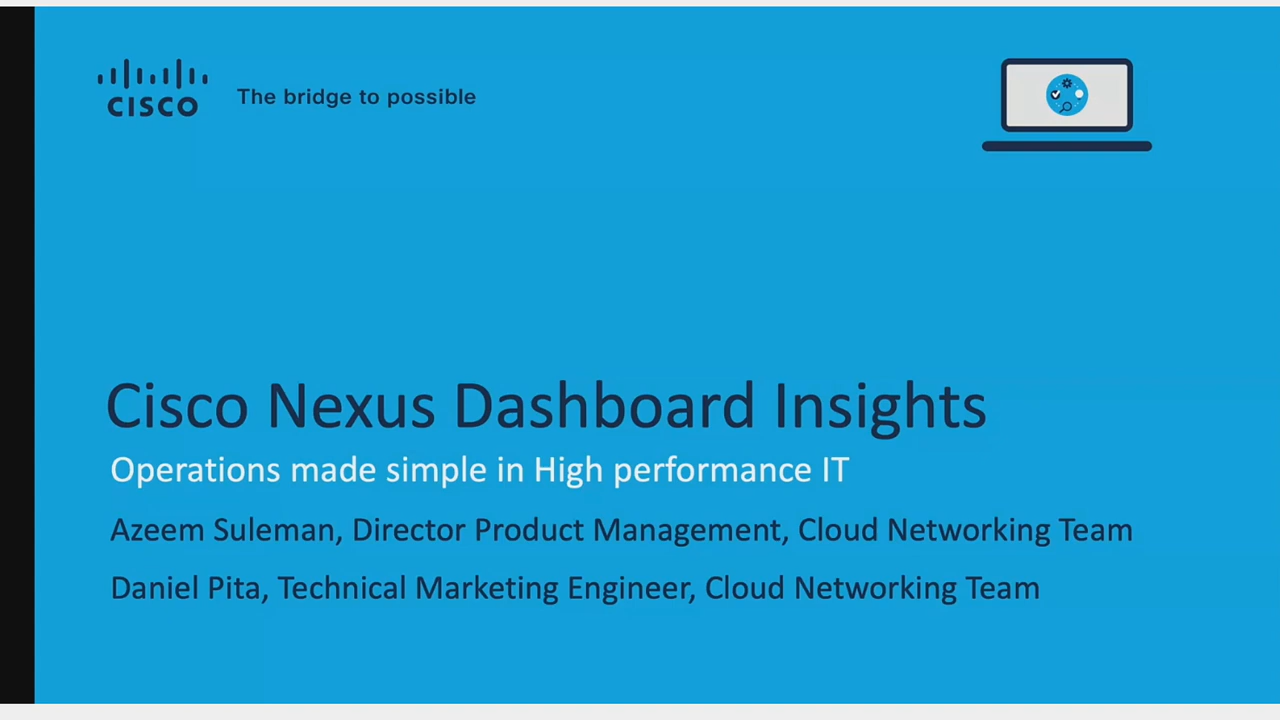 CISCO
The bridge to possible
Cisco Nexus Dashboard Insights
Operations made simple in High performance IT
Azeem Suleman, Director Product Management, Cloud Networking Team
Daniel Pita, Technical Marketing Engineer, Cloud Networking Team